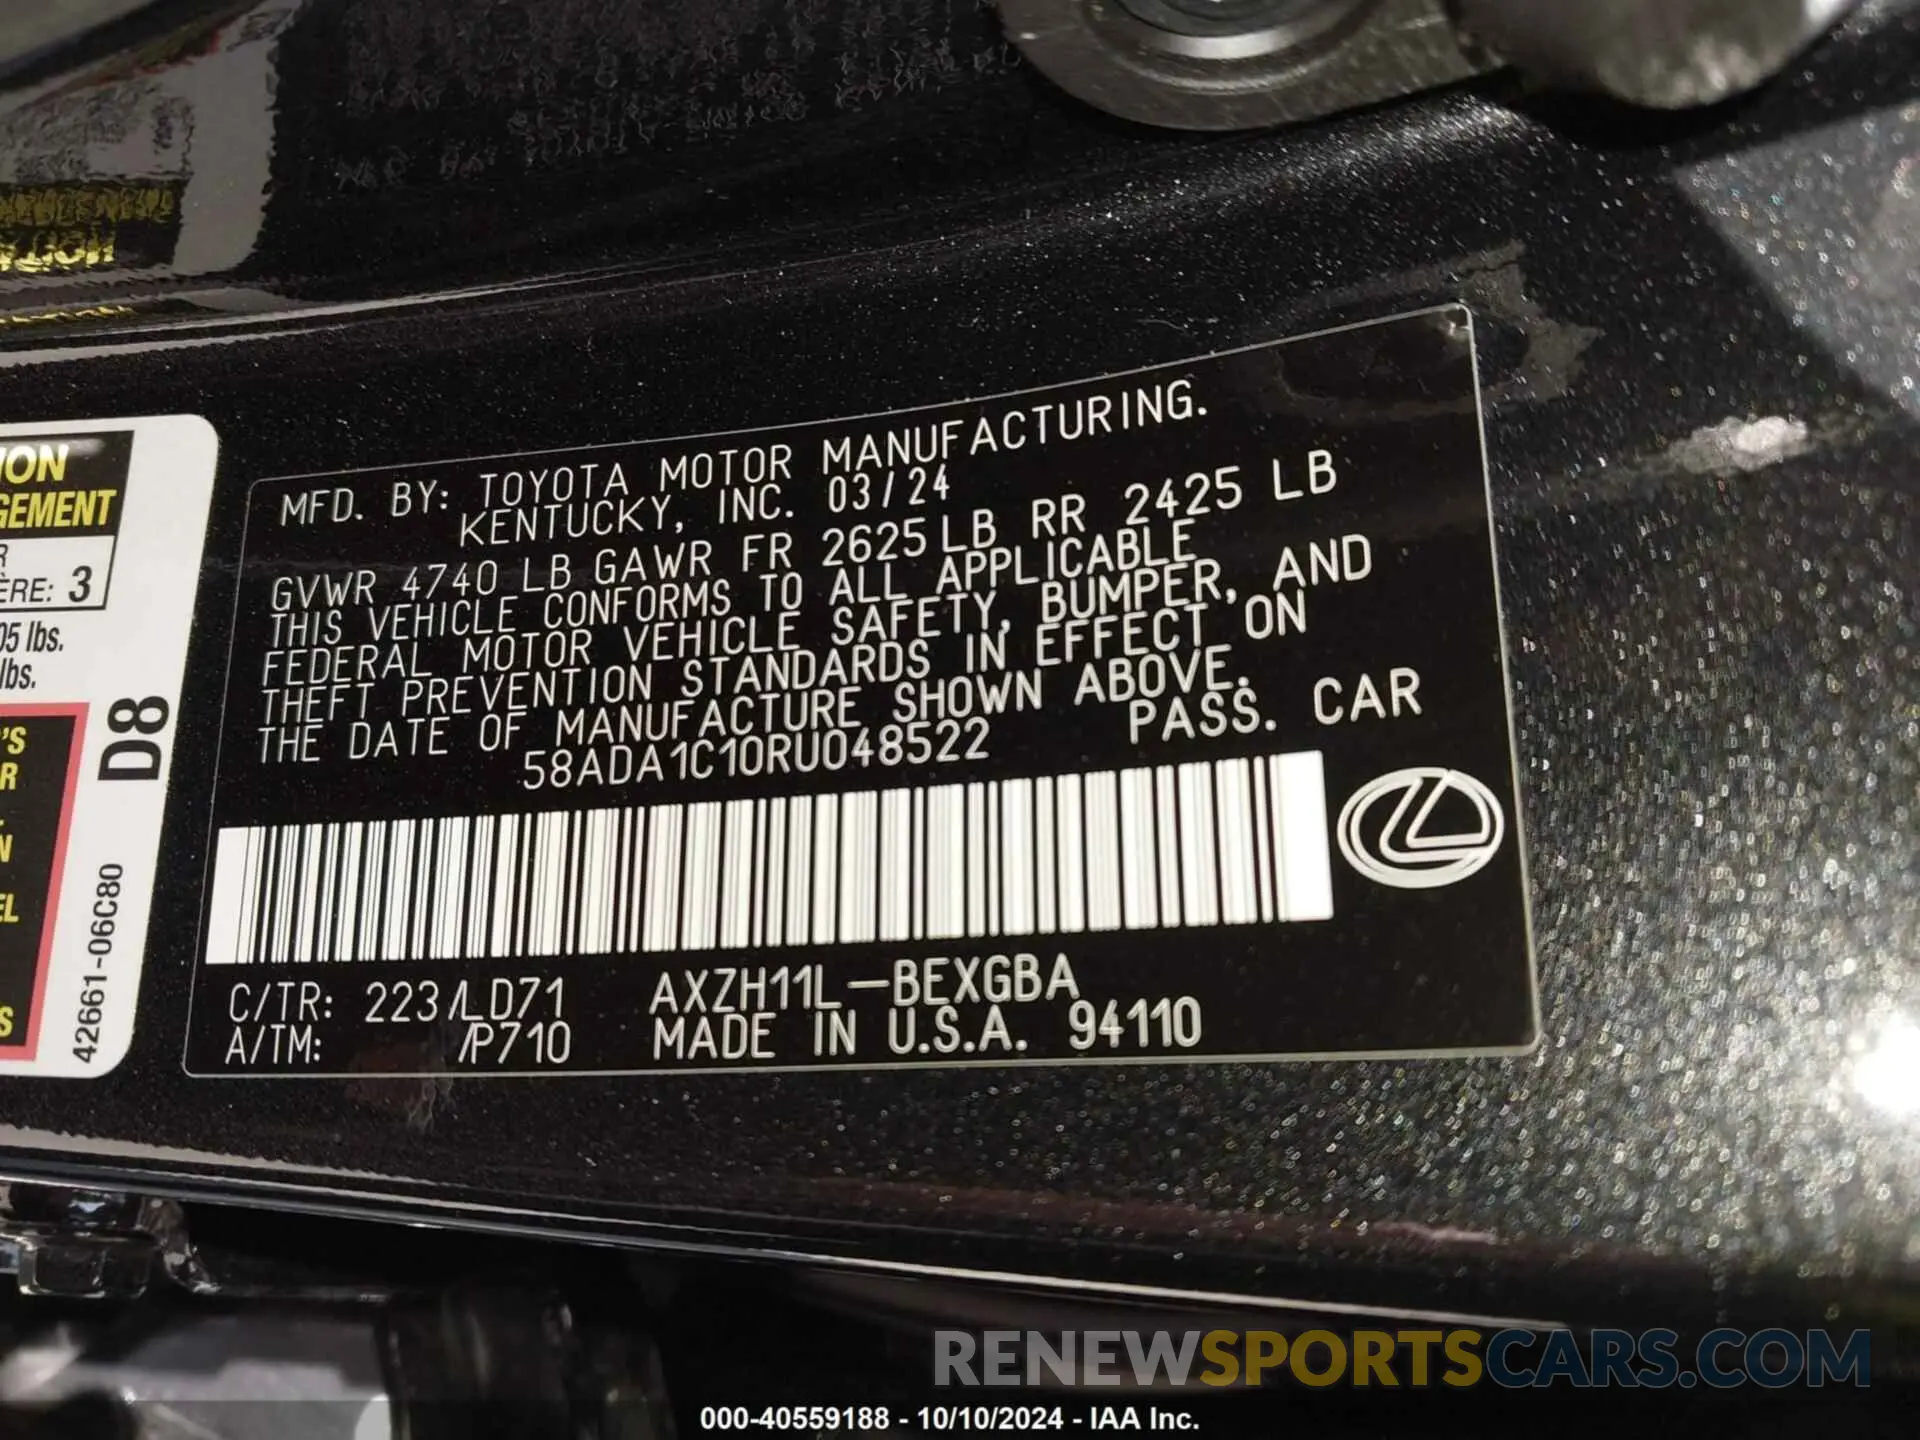 MFD. BY: TOYOTA MOTOR MANUFACTURING.
KENTUCKY, INC. 03/24
GVWR 4740 LB GAWR FR 2625 LB RR 2425 LB
THIS VEHICLE CONFORMS TO ALL APPLICABLE
FEDERAL MOTOR VEHICLE SAFETY, BUMPER, AND
THEFT PREVENTION STANDARDS IN EFFECT ON
THE DATE OF MANUFACTURE SHOWN ABOVE.
58ADA1C10RU048522 PASS. CAR
C/TR: 223/LD71 AXZH11L-BEXGBA
A/TM: /P710 MADE IN U.S.A. 94110
ION
GEMENT
R
ÈRE: 3
05 lbs.
lbs.
'S
R
N
EL
S
D8
42661-06C80
RENEWSPORTSCARS.COM
000-40559188 - 10/10/2024 - IAA Inc.